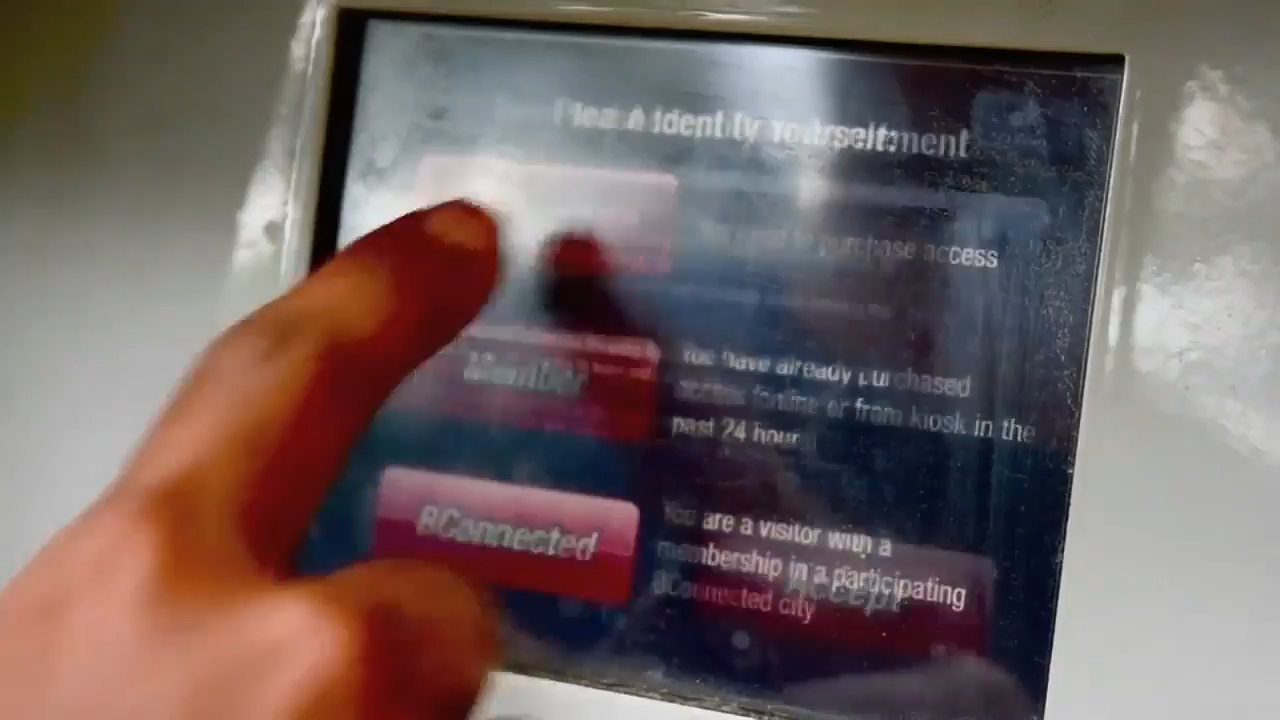 Identify Yourself
purchase access
Member
You have already purchased
access online or from kiosk in the
past 24 hours
BConnected
You are a visitor with a
membership in a participating
BConnected city
Accept